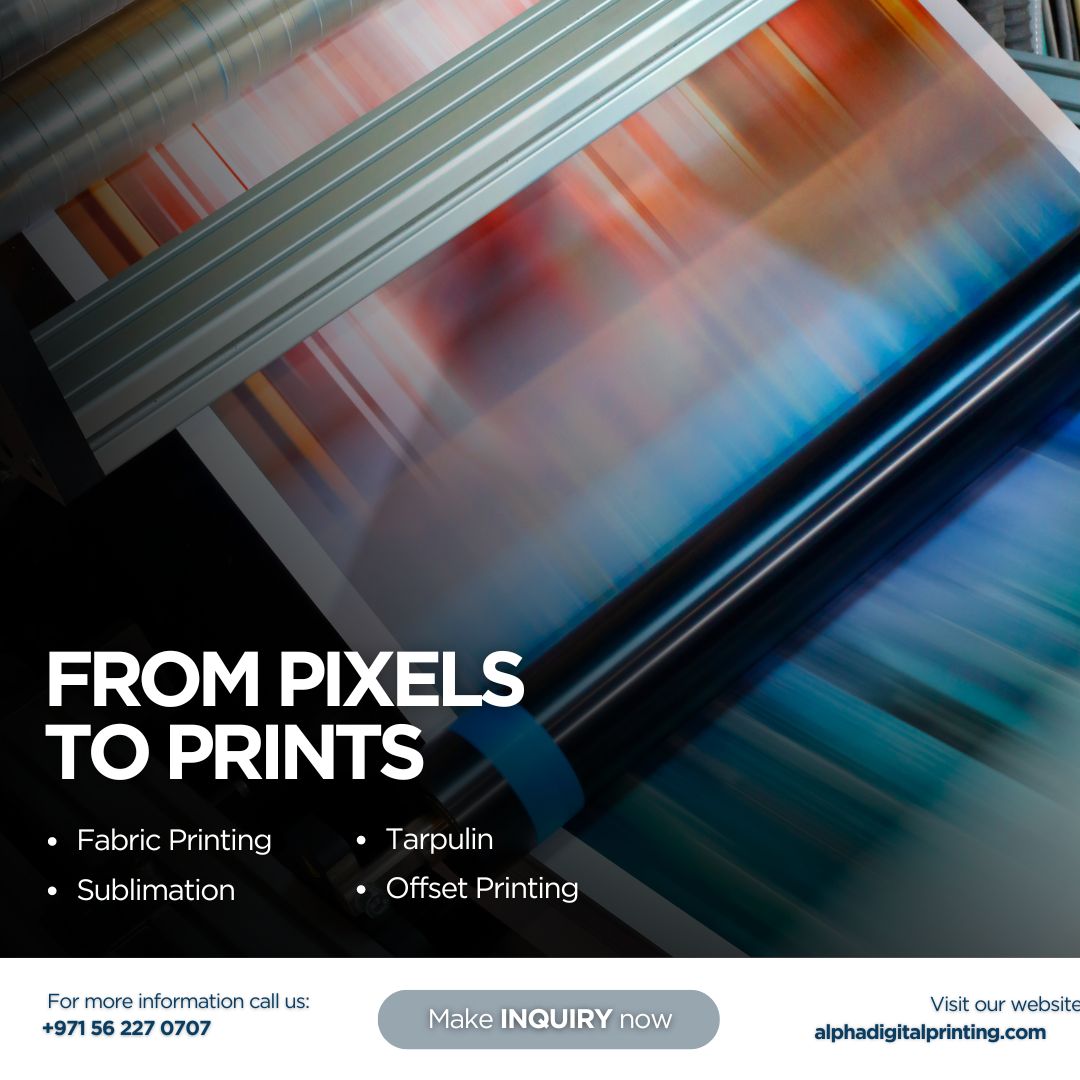 FROM PIXELS
TO PRINTS
• Fabric Printing
• Sublimation
• Tarpulin
• Offset Printing
For more information call us:
+971 56 227 0707
Make INQUIRY now
Visit our website
alphadigitalprinting.com